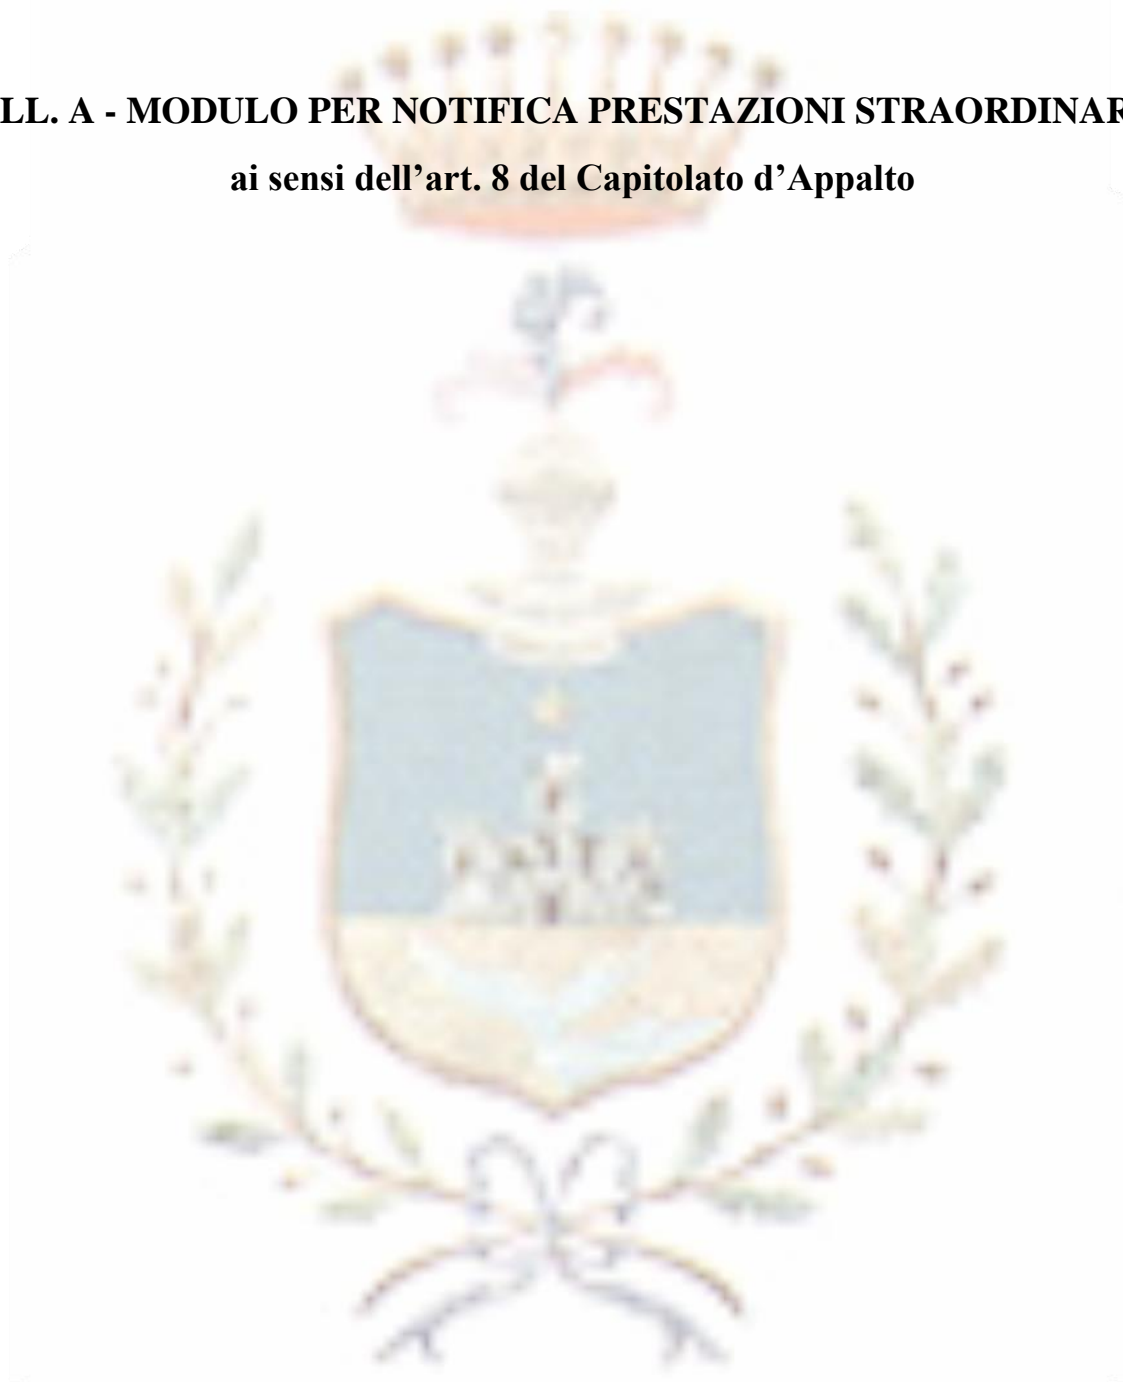 LL. A - MODULO PER NOTIFICA PRESTAZIONI STRAORDINAR
ai sensi dell’art. 8 del Capitolato d’Appalto